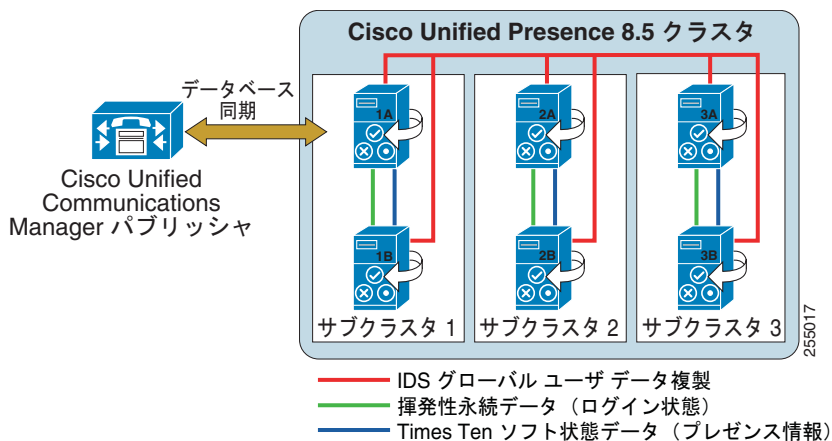 Cisco Unified Presence 8.5 クラスタ
データベース
同期
Cisco Unified
Communications
Manager パブリッシャ
1A
2A
3A
1B
2B
3B
サブクラスタ 1
サブクラスタ 2
サブクラスタ 3
255017
IDS グローバル ユーザ データ複製
揮発性永続データ（ログイン状態）
Times Ten ソフト状態データ（プレゼンス情報）